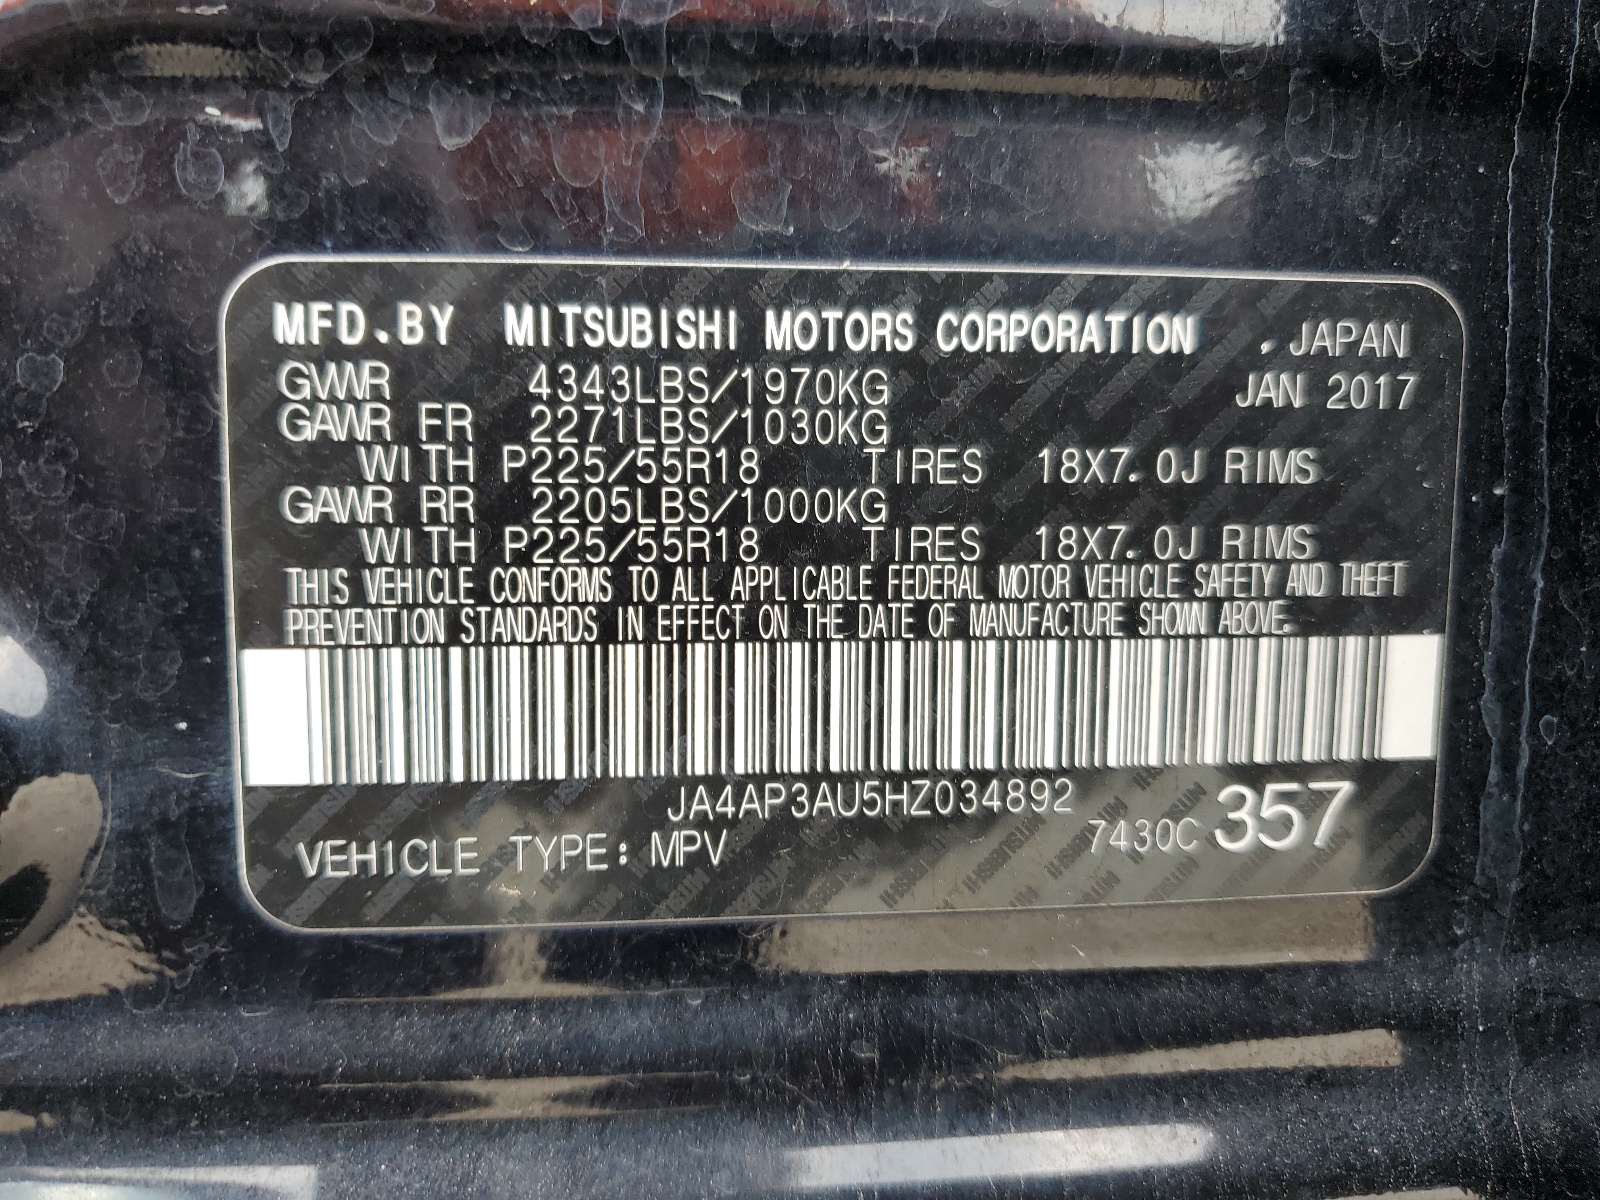 MFD.BY MITSUBISHI MOTORS CORPORATION , JAPAN
GVWR 4343LBS/1970KG JAN 2017
GAWR FR 2271LBS/1030KG
WITH P225/55R18 TIRES 18X7.0J RIMS
GAWR RR 2205LBS/1000KG
WITH P225/55R18 TIRES 18X7.0J RIMS
THIS VEHICLE CONFORMS TO ALL APPLICABLE FEDERAL MOTOR VEHICLE SAFETY AND THEFT
PREVENTION STANDARDS IN EFFECT ON THE DATE OF MANUFACTURE SHOWN ABOVE.
JA4AP3AU5HZ034892
VEHICLE TYPE: MPV 7430C 357